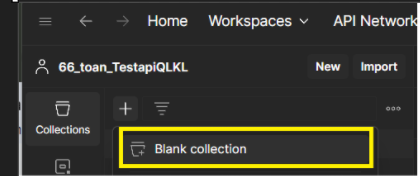 Home Workspaces API Network
66_toan_TestapiQLKL New Import
Collections
Blank collection